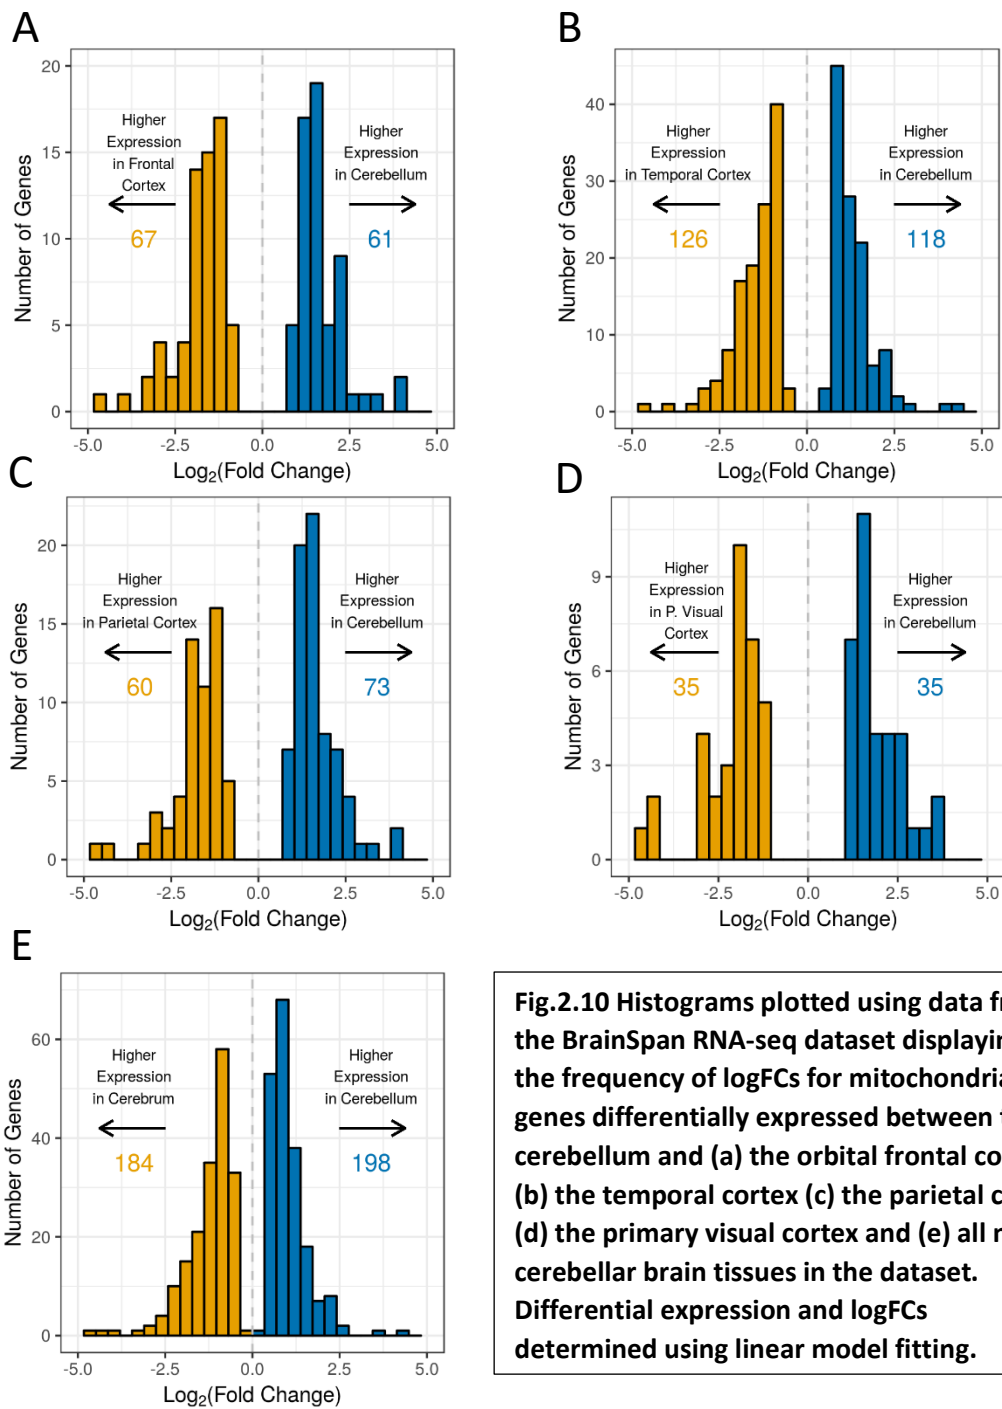 A
20
15
10
5
0
Number of Genes
Higher
Expression
in Frontal
Cortex
67
Higher
Expression
in Cerebellum
61
-5.0 -2.5 0.0 2.5 5.0
Log2(Fold Change)
B
40
30
20
10
0
Number of Genes
Higher
Expression
in Temporal Cortex
126
Higher
Expression
in Cerebellum
118
-5.0 -2.5 0.0 2.5 5.0
Log2(Fold Change)
C
20
15
10
5
0
Number of Genes
Higher
Expression
in Parietal Cortex
60
Higher
Expression
in Cerebellum
73
-5.0 -2.5 0.0 2.5 5.0
Log2(Fold Change)
D
9
6
3
0
Number of Genes
Higher
Expression
in P. Visual
Cortex
35
Higher
Expression
in Cerebellum
35
-5.0 -2.5 0.0 2.5 5.0
Log2(Fold Change)
E
60
40
20
0
Number of Genes
Higher
Expression
in Cerebrum
184
Higher
Expression
in Cerebellum
198
-5.0 -2.5 0.0 2.5 5.0
Log2(Fold Change)
Fig.2.10 Histograms plotted using data
the BrainSpan RNA-seq dataset
the frequency of logFCs for
genes differentially expressed between
cerebellum and (a) the orbital frontal
(b) the temporal cortex (c) the parietal
(d) the primary visual cortex and (e) all
cerebellar brain tissues in the dataset.
Differential expression and logFCs
determined using linear model fitting.